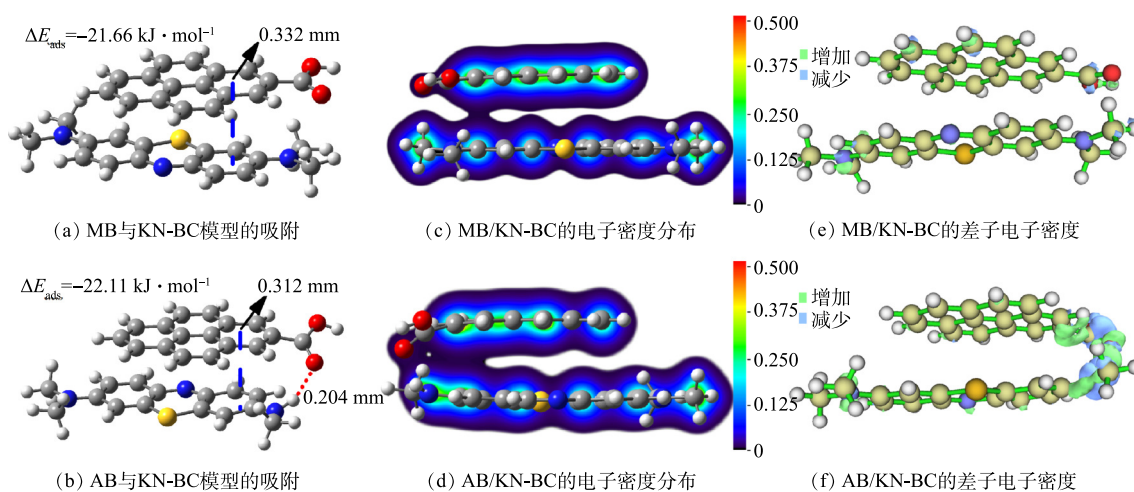 ΔE_ads=−21.66 kJ·mol⁻¹
0.332 mm
(a) MB与KN-BC模型的吸附
0.500
0.375
0.250
0.125
0
(c) MB/KN-BC的电子密度分布
增加
减少
(e) MB/KN-BC的差子电子密度
ΔE_ads=−22.11 kJ·mol⁻¹
0.312 mm
0.204 mm
(b) AB与KN-BC模型的吸附
0.500
0.375
0.250
0.125
0
(d) AB/KN-BC的电子密度分布
增加
减少
(f) AB/KN-BC的差子电子密度